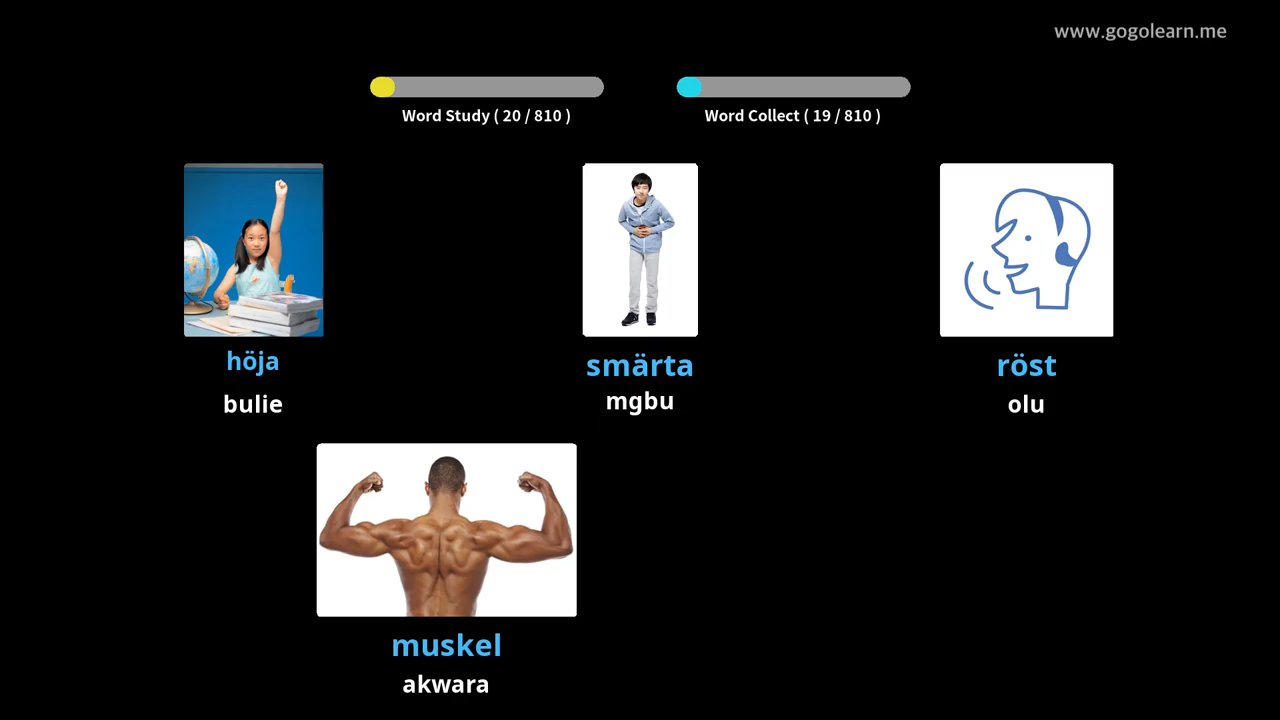 www.gogolearn.me
Word Study ( 20 / 810 )
Word Collect ( 19 / 810 )
höja
smärta
röst
bulie
mgbu
olu
muskel
akwara